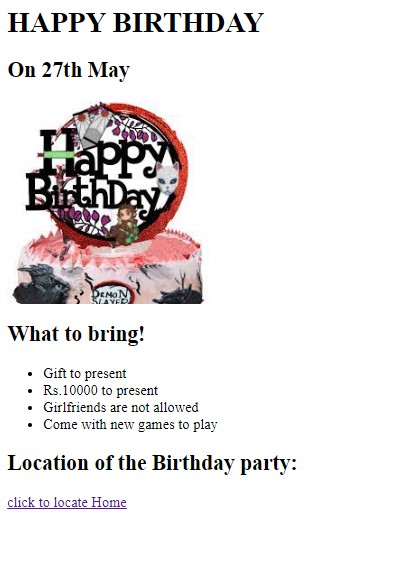 HAPPY BIRTHDAY
On 27th May
Happy
BirthDay
DEMON
SLAYER
What to bring!
Gift to present
Rs.10000 to present
Girlfriends are not allowed
Come with new games to play
Location of the Birthday party:
click to locate Home